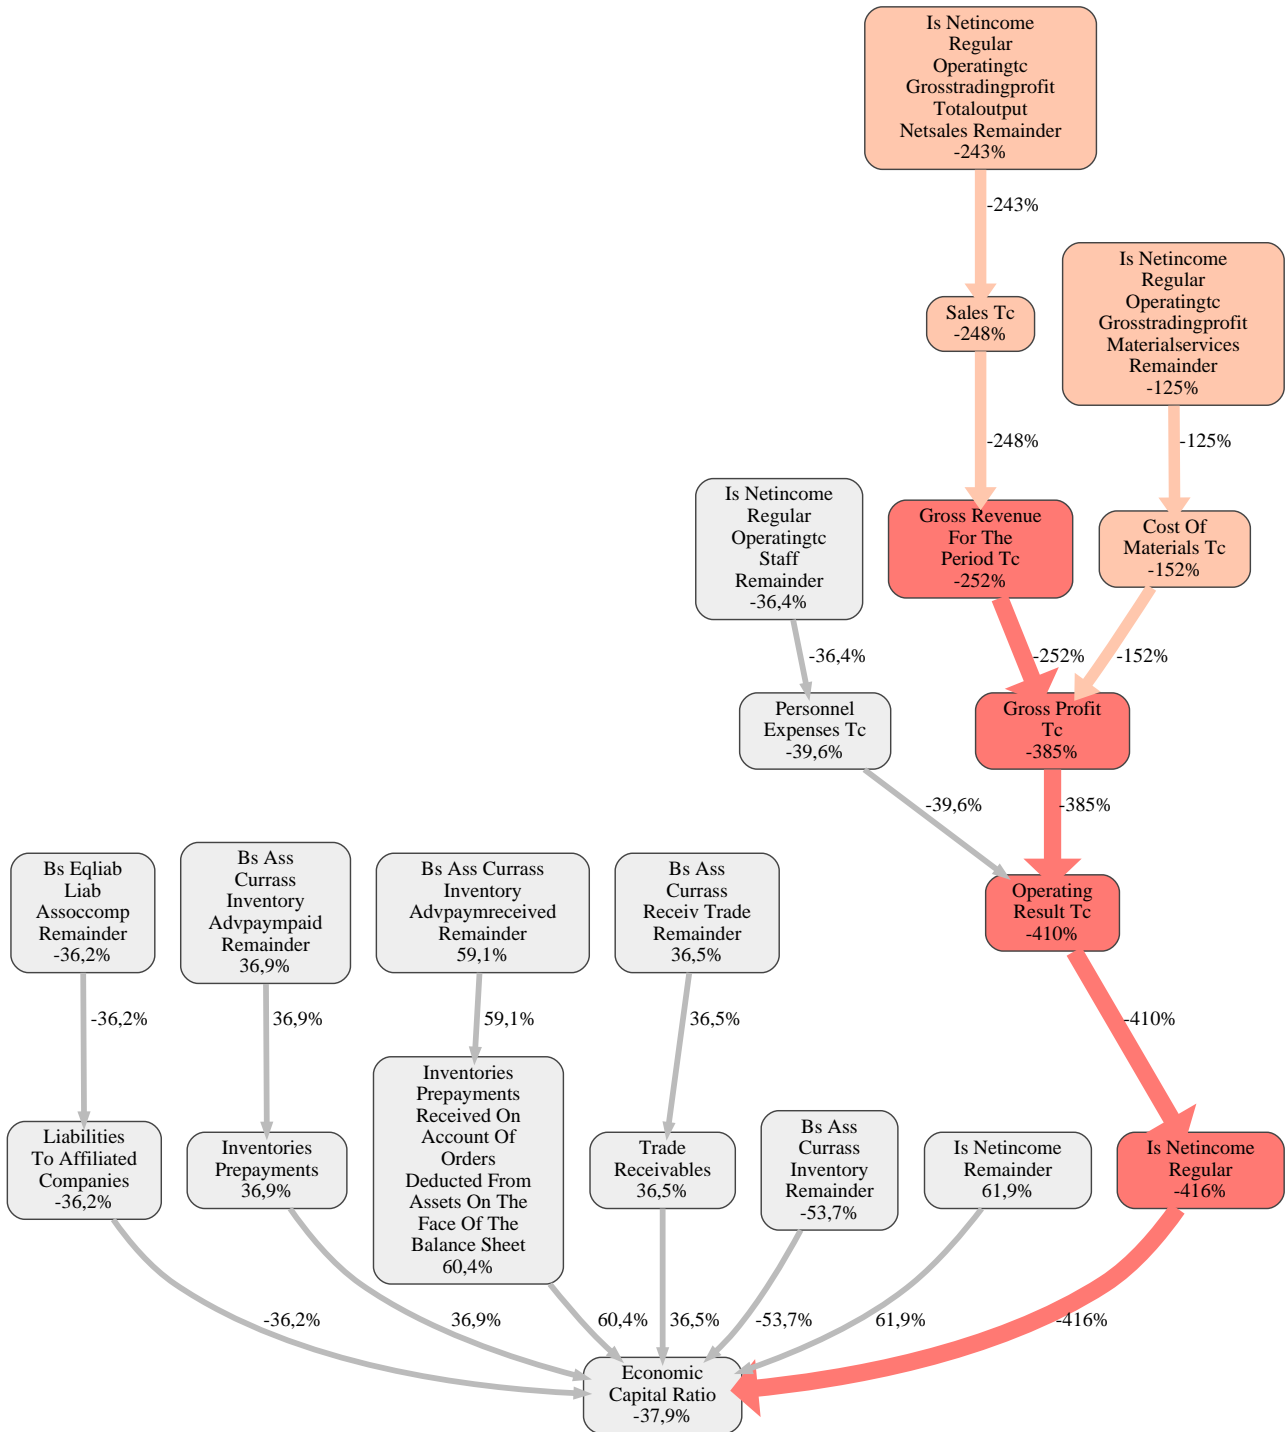 Is Netincome
Regular
Operatingtc
Grosstradingprofit
Totaloutput
Netsales Remainder
-243%
-243%
Is Netincome
Regular
Operatingtc
Grosstradingprofit
Materialservices
Remainder
-125%
Sales Tc
-248%
-248%
-125%
Is Netincome
Regular
Operatingtc
Staff
Remainder
-36,4%
Gross Revenue
For The
Period Tc
-252%
Cost Of
Materials Tc
-152%
-36,4%
-252%
-152%
Personnel
Expenses Tc
-39,6%
Gross Profit
Tc
-385%
-39,6%
-385%
Bs Eqliab
Liab
Assoccomp
Remainder
-36,2%
Bs Ass
Currass
Inventory
Advpaympaid
Remainder
36,9%
Bs Ass Currass
Inventory
Advpaymreceived
Remainder
59,1%
Bs Ass
Currass
Receiv Trade
Remainder
36,5%
Operating
Result Tc
-410%
-36,2%
36,9%
59,1%
36,5%
-410%
Liabilities
To Affiliated
Companies
-36,2%
Inventories
Prepayments
36,9%
Inventories
Prepayments
Received On
Account Of
Orders
Deducted From
Assets On The
Face Of The
Balance Sheet
60,4%
Trade
Receivables
36,5%
Bs Ass
Currass
Inventory
Remainder
-53,7%
Is Netincome
Remainder
61,9%
Is Netincome
Regular
-416%
-36,2%
36,9%
60,4%
36,5%
-53,7%
61,9%
-416%
Economic
Capital Ratio
-37,9%